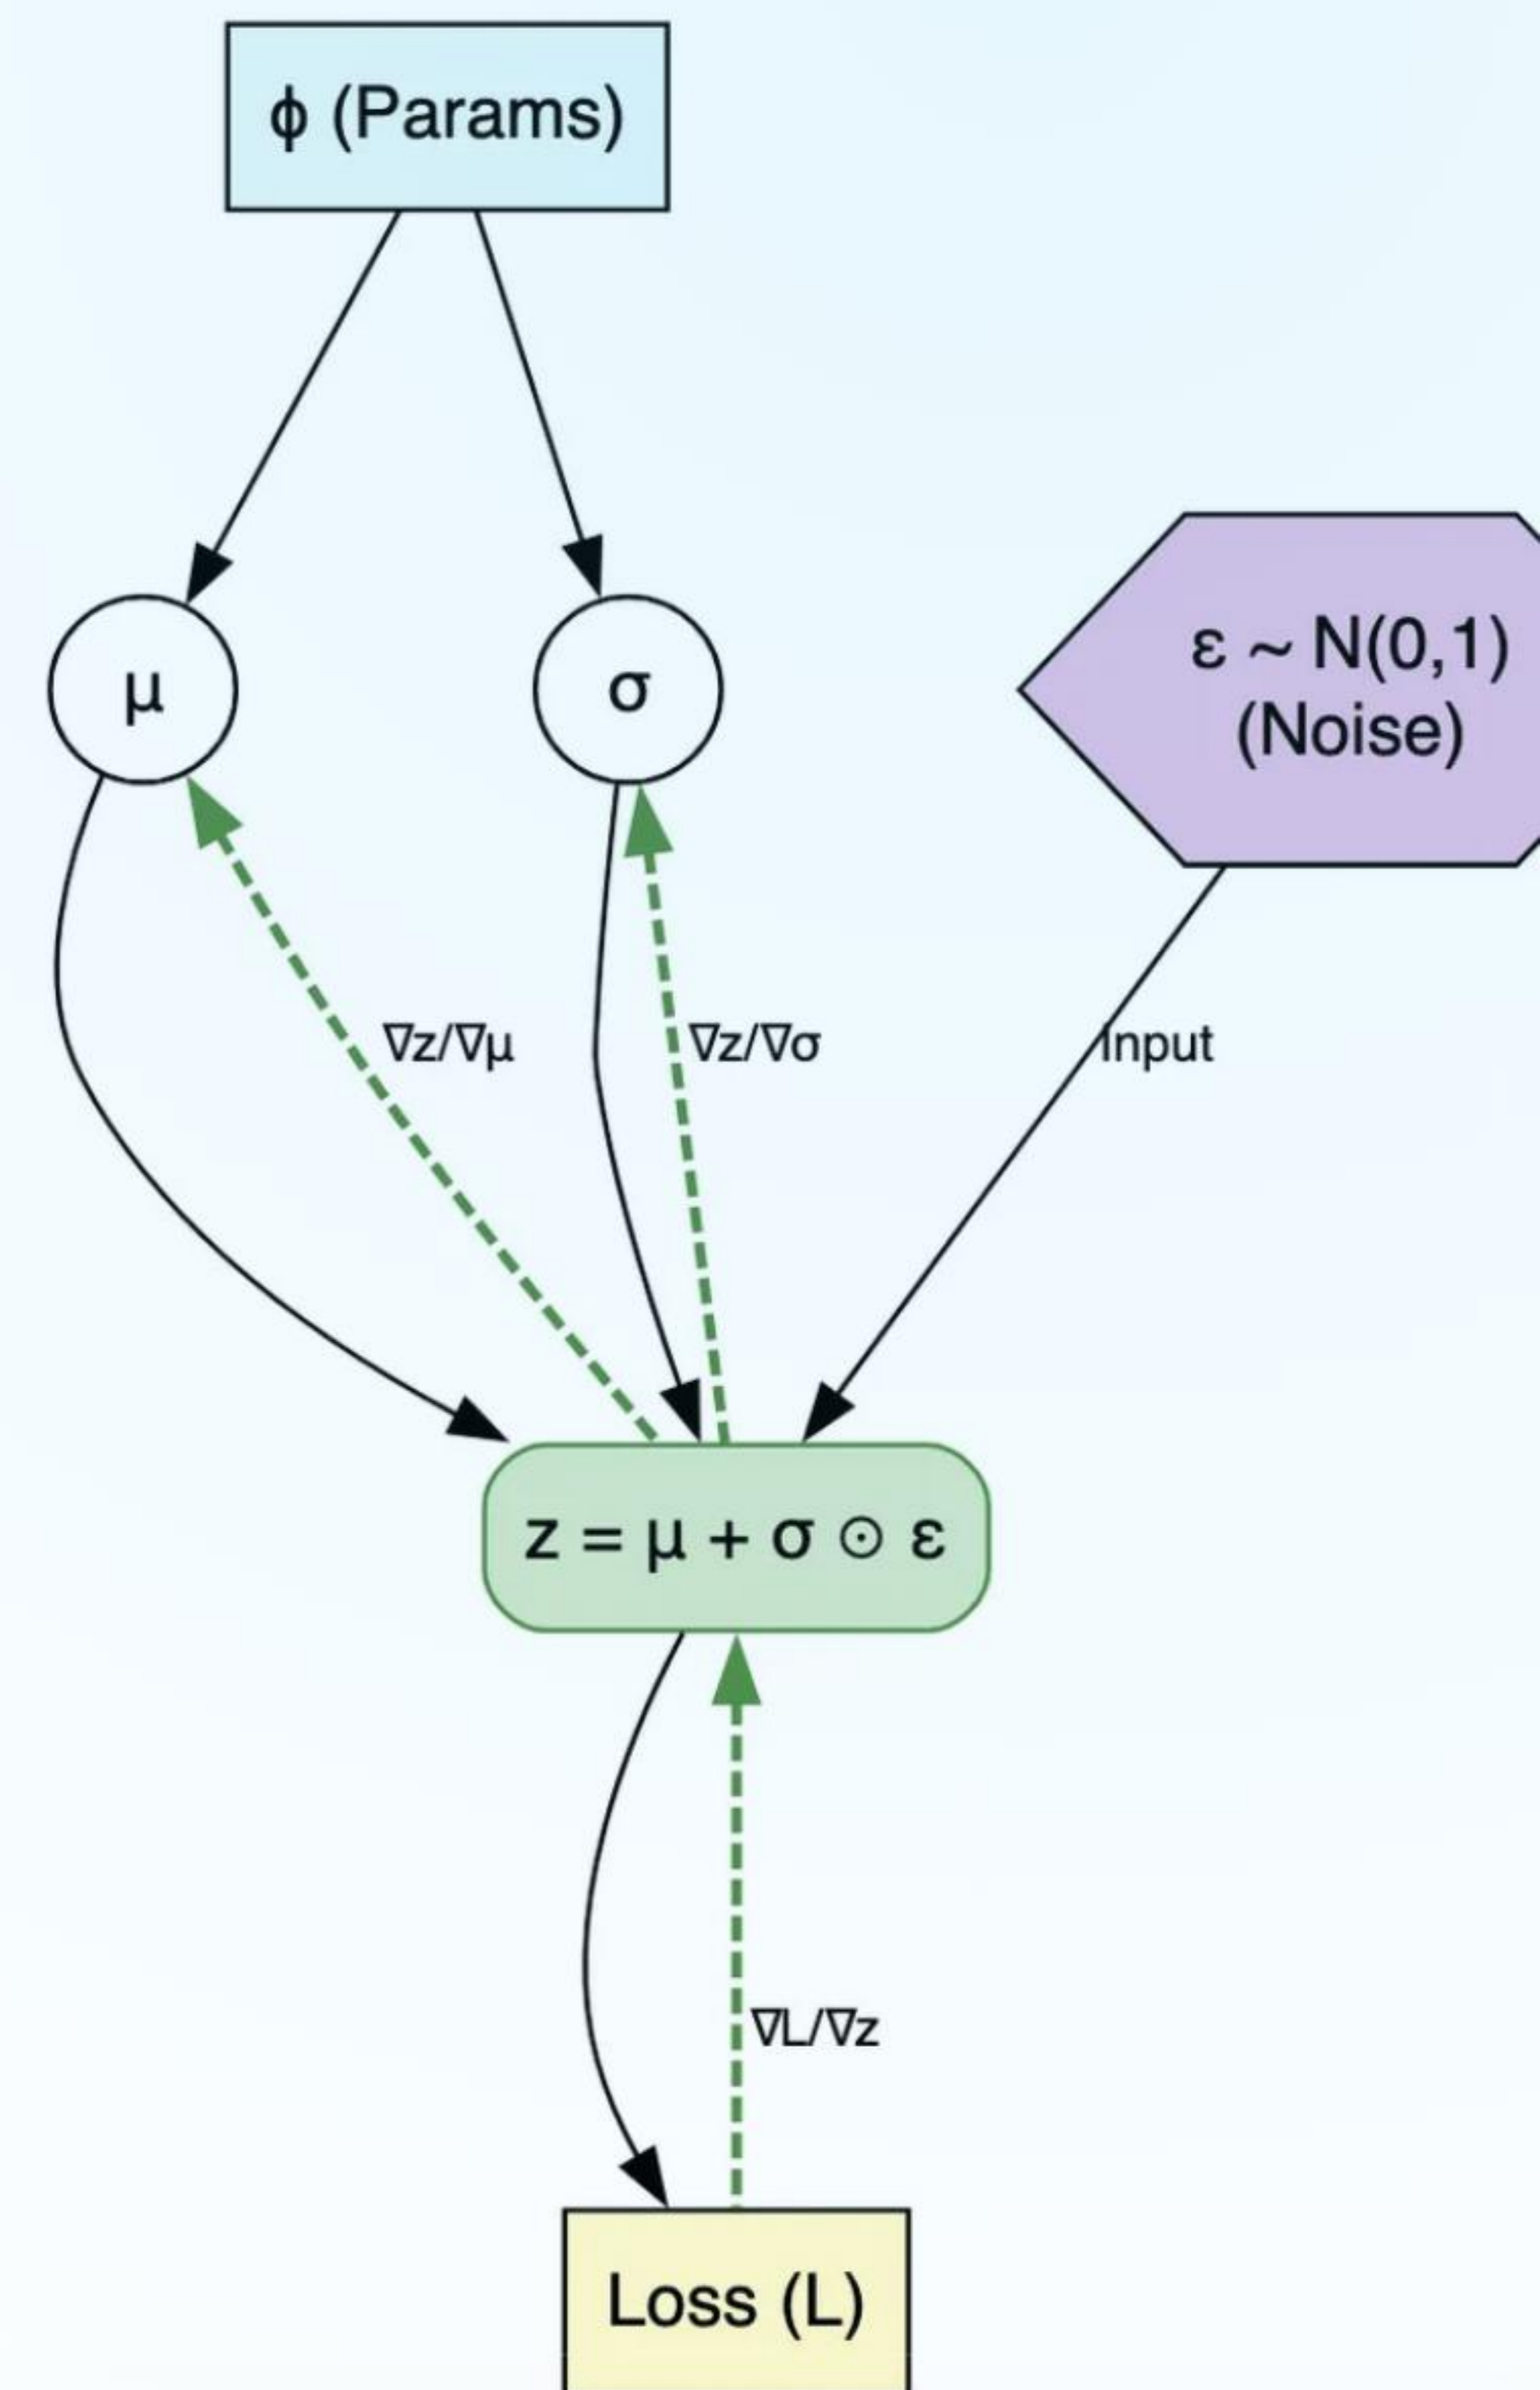 ϕ (Params)
μ
σ
ε ~ N(0,1)
(Noise)
∇z/∇μ
∇z/∇σ
Input
z = μ + σ ⊙ ε
∇L/∇z
Loss (L)